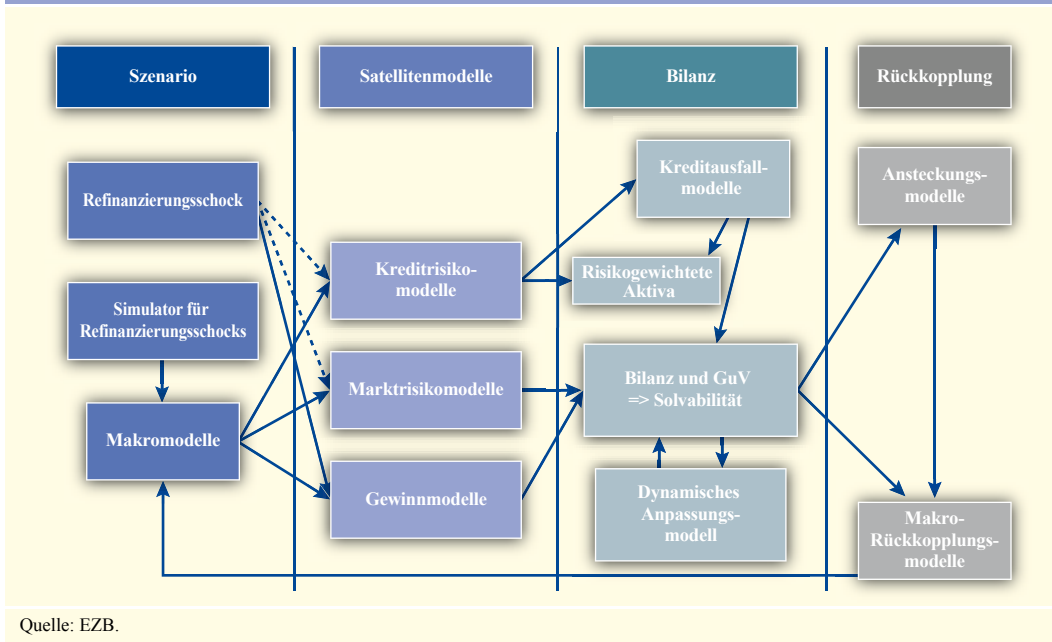 Szenario
Satellitenmodelle
Bilanz
Rückkopplung
Refinanzierungsschock
Simulator für
Refinanzierungsschocks
Makromodelle
Kreditrisiko-
modelle
Marktrisikomodelle
Gewinnmodelle
Kreditausfall-
modelle
Risikogewichtete
Aktiva
Bilanz und GuV
=> Solvabilität
Dynamisches
Anpassungs-
modell
Ansteckungs-
modelle
Makro-
Rückkopplungs-
modelle
Quelle: EZB.